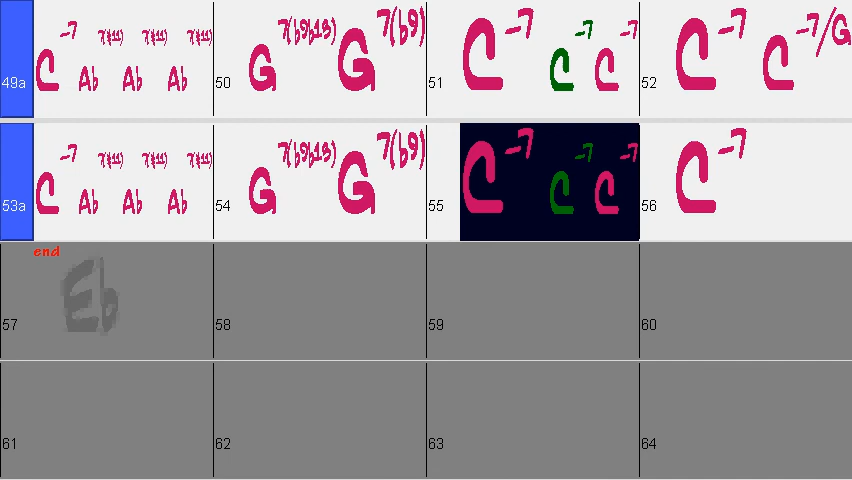 49a C-7 Ab7(#11) Ab7(#11) Ab7(#11) 50 G7(b9b13) G7(b9) 51 C-7 C-7 C-7 52 C-7 C-7/G
53a C-7 Ab7(#11) Ab7(#11) Ab7(#11) 54 G7(b9b13) G7(b9) 55 C-7 C-7 C-7 56 C-7
end
57 Eb 58 59 60
61 62 63 64